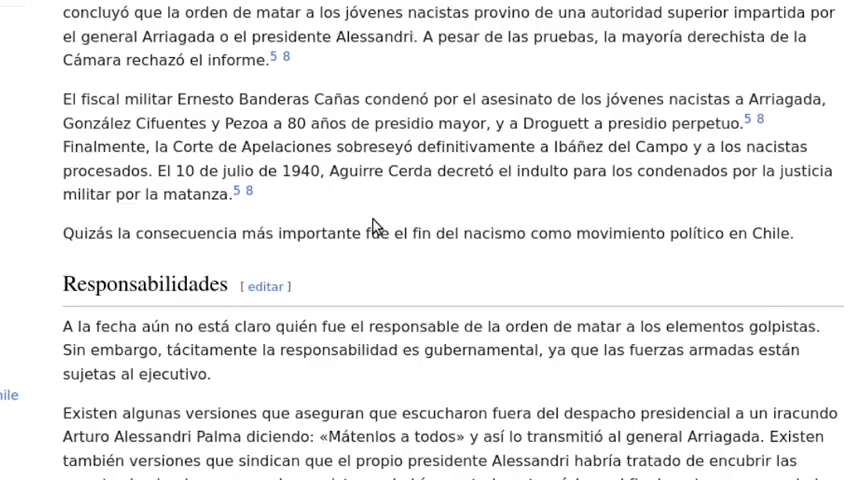 concluyó que la orden de matar a los jóvenes nacistas provino de una autoridad superior impartida por
el general Arriagada o el presidente Alessandri. A pesar de las pruebas, la mayoría derechista de la
Cámara rechazó el informe.5 8
El fiscal militar Ernesto Banderas Cañas condenó por el asesinato de los jóvenes nacistas a Arriagada,
González Cifuentes y Pezoa a 80 años de presidio mayor, y a Droguett a presidio perpetuo.5 8
Finalmente, la Corte de Apelaciones sobreseyó definitivamente a Ibáñez del Campo y a los nacistas
procesados. El 10 de julio de 1940, Aguirre Cerda decretó el indulto para los condenados por la justicia
militar por la matanza.5 8
Quizás la consecuencia más importante fue el fin del nacismo como movimiento político en Chile.
Responsabilidades [ editar ]
A la fecha aún no está claro quién fue el responsable de la orden de matar a los elementos golpistas.
Sin embargo, tácitamente la responsabilidad es gubernamental, ya que las fuerzas armadas están
sujetas al ejecutivo.
hile
Existen algunas versiones que aseguran que escucharon fuera del despacho presidencial a un iracundo
Arturo Alessandri Palma diciendo: «Mátenlos a todos» y así lo transmitió al general Arriagada. Existen
también versiones que sindican que el propio presidente Alessandri habría tratado de encubrir las